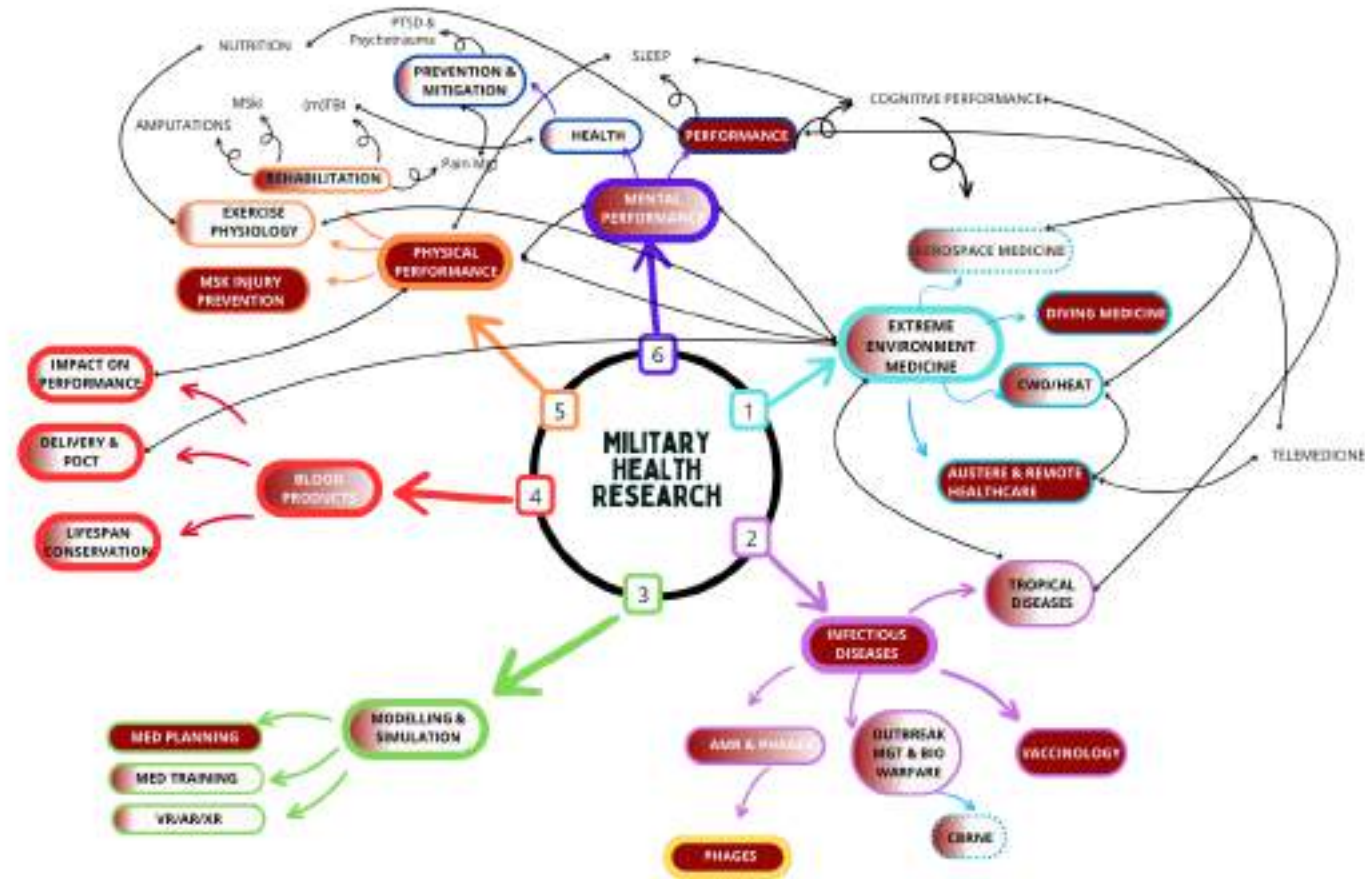 PTSD &
Psychotrauma
NUTRITION
SLEEP
PREVENTION &
MITIGATION
MSKI
(m)TBI
COGNITIVE PERFORMANCE
AMPUTATIONS
HEALTH
PERFORMANCE
Pain MGT
REHABILITATION
MENTAL
PERFORMANCE
EXERCISE
PHYSIOLOGY
PHYSICAL
PERFORMANCE
AEROSPACE MEDICINE
MSK INJURY
PREVENTION
DIVING MEDICINE
EXTREME
ENVIRONMENT
MEDICINE
IMPACT ON
PERFORMANCE
6
CWD/HEAT
5
1
DELIVERY &
POCT
MILITARY
HEALTH
RESEARCH
TELEMEDICINE
BLOOD
PRODUCTS
4
AUSTERE & REMOTE
HEALTHCARE
LIFESPAN
CONSERVATION
2
3
TROPICAL
DISEASES
INFECTIOUS
DISEASES
MODELLING &
SIMULATION
MED PLANNING
MED TRAINING
VR/AR/XR
AMR & PHAGES
OUTBREAK
MGT & BIO
WARFARE
VACCINOLOGY
CBRNE
PHAGES